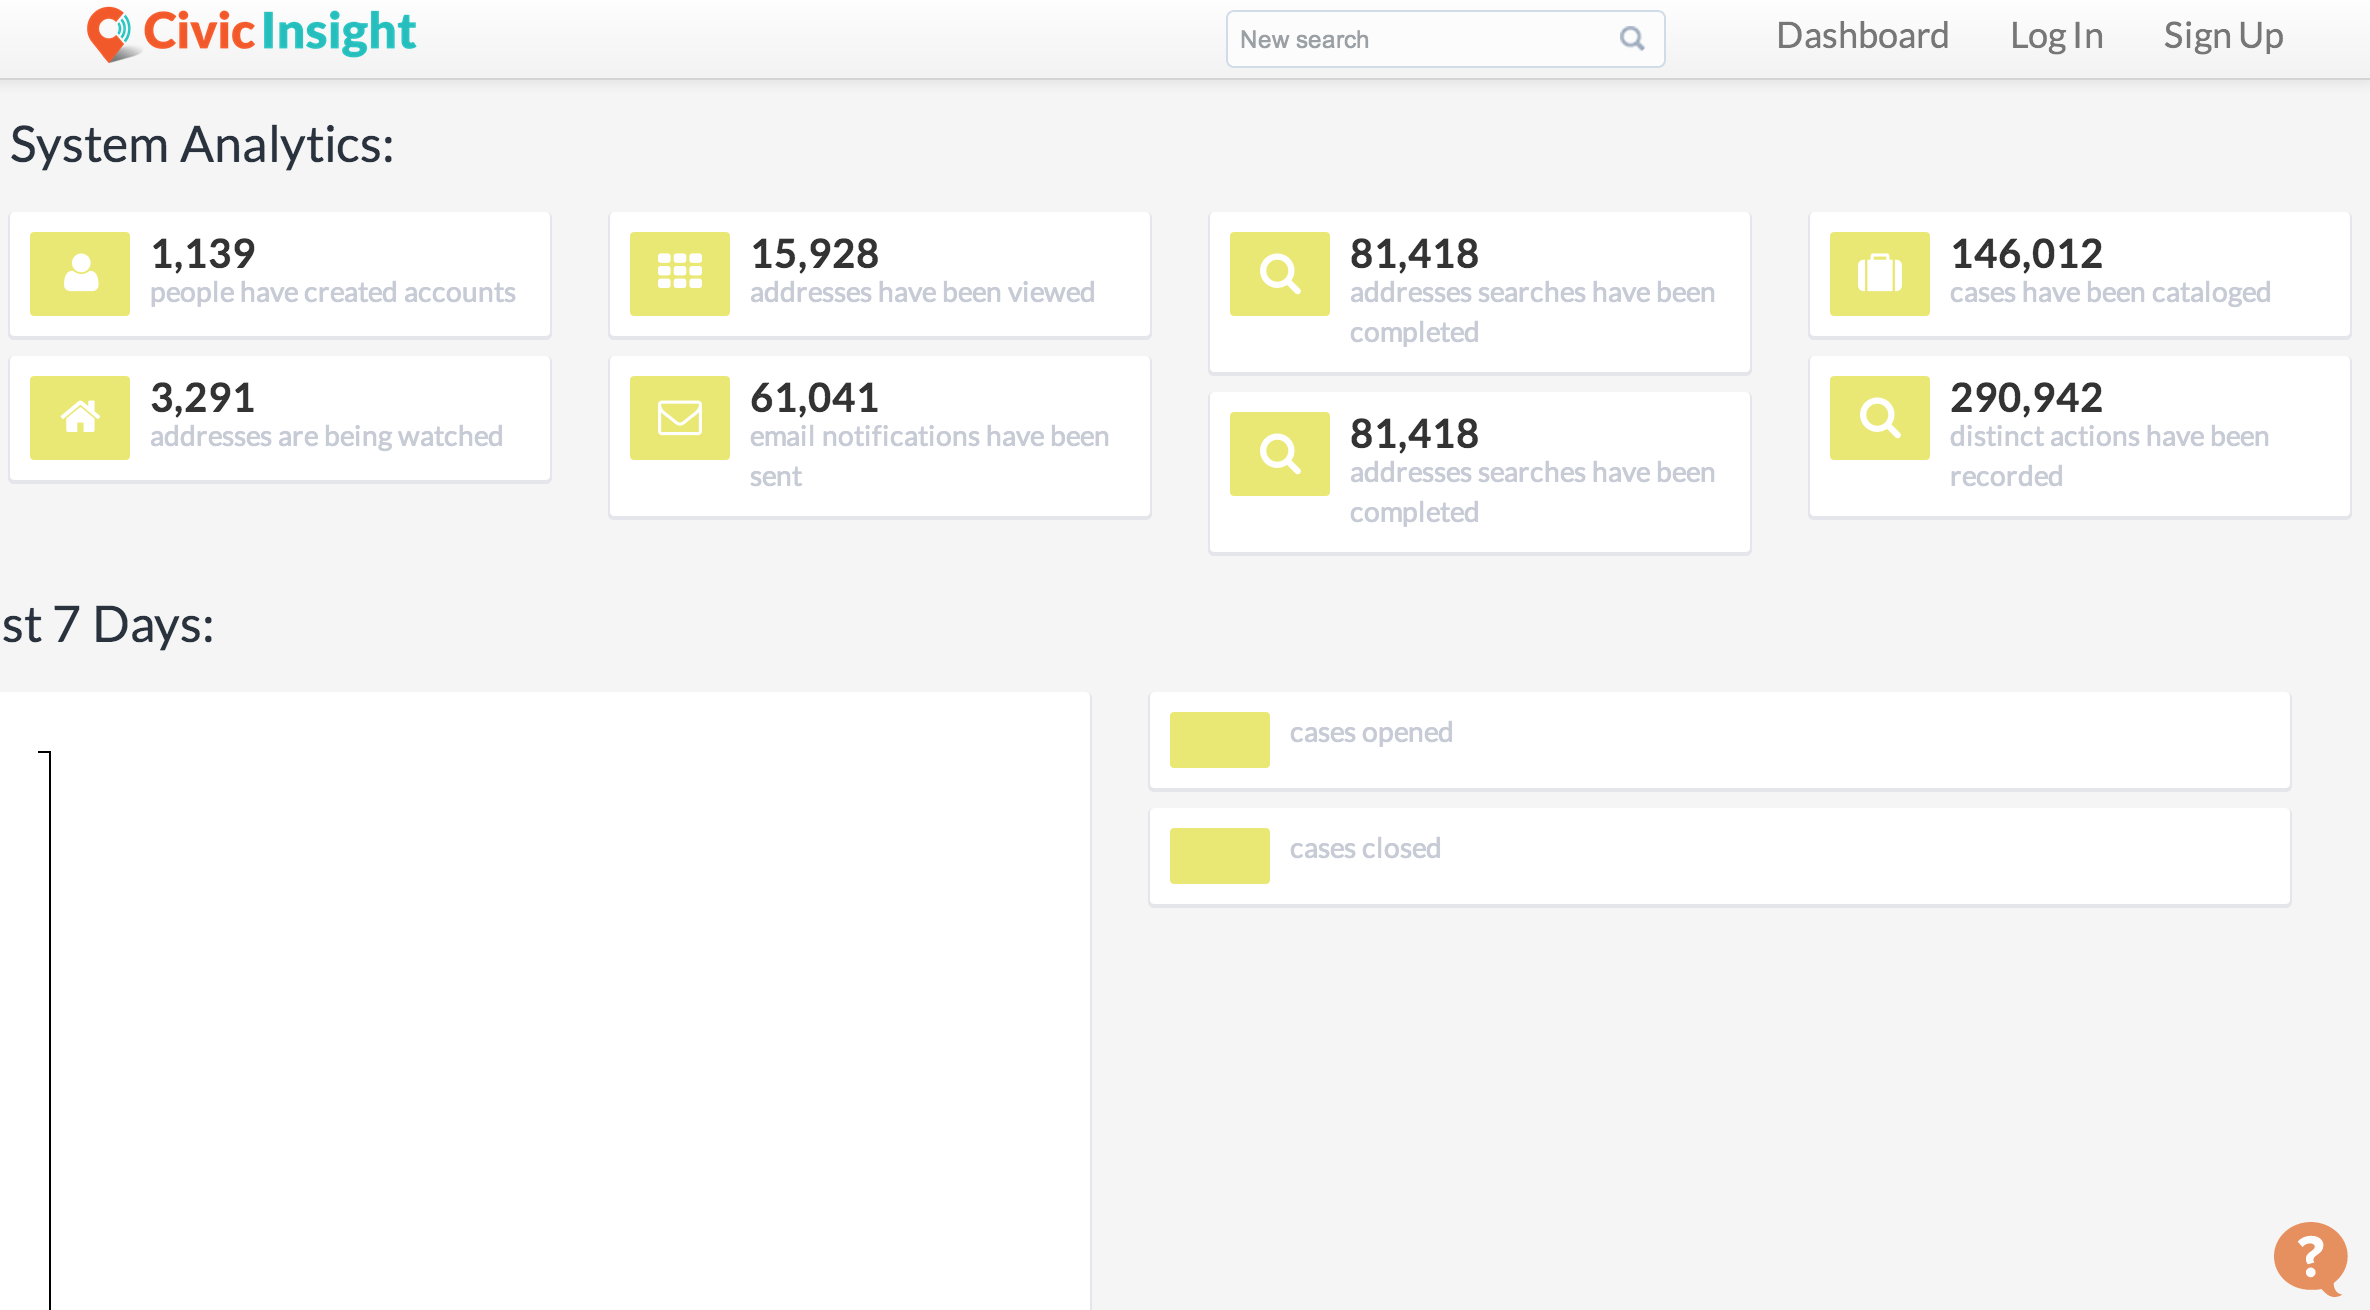 Civic Insight
New search
Dashboard
Log In
Sign Up
System Analytics:
1,139
people have created accounts
3,291
addresses are being watched
15,928
addresses have been viewed
61,041
email notifications have been
sent
81,418
addresses searches have been
completed
81,418
addresses searches have been
completed
146,012
cases have been cataloged
290,942
distinct actions have been
recorded
st 7 Days:
cases opened
cases closed
?